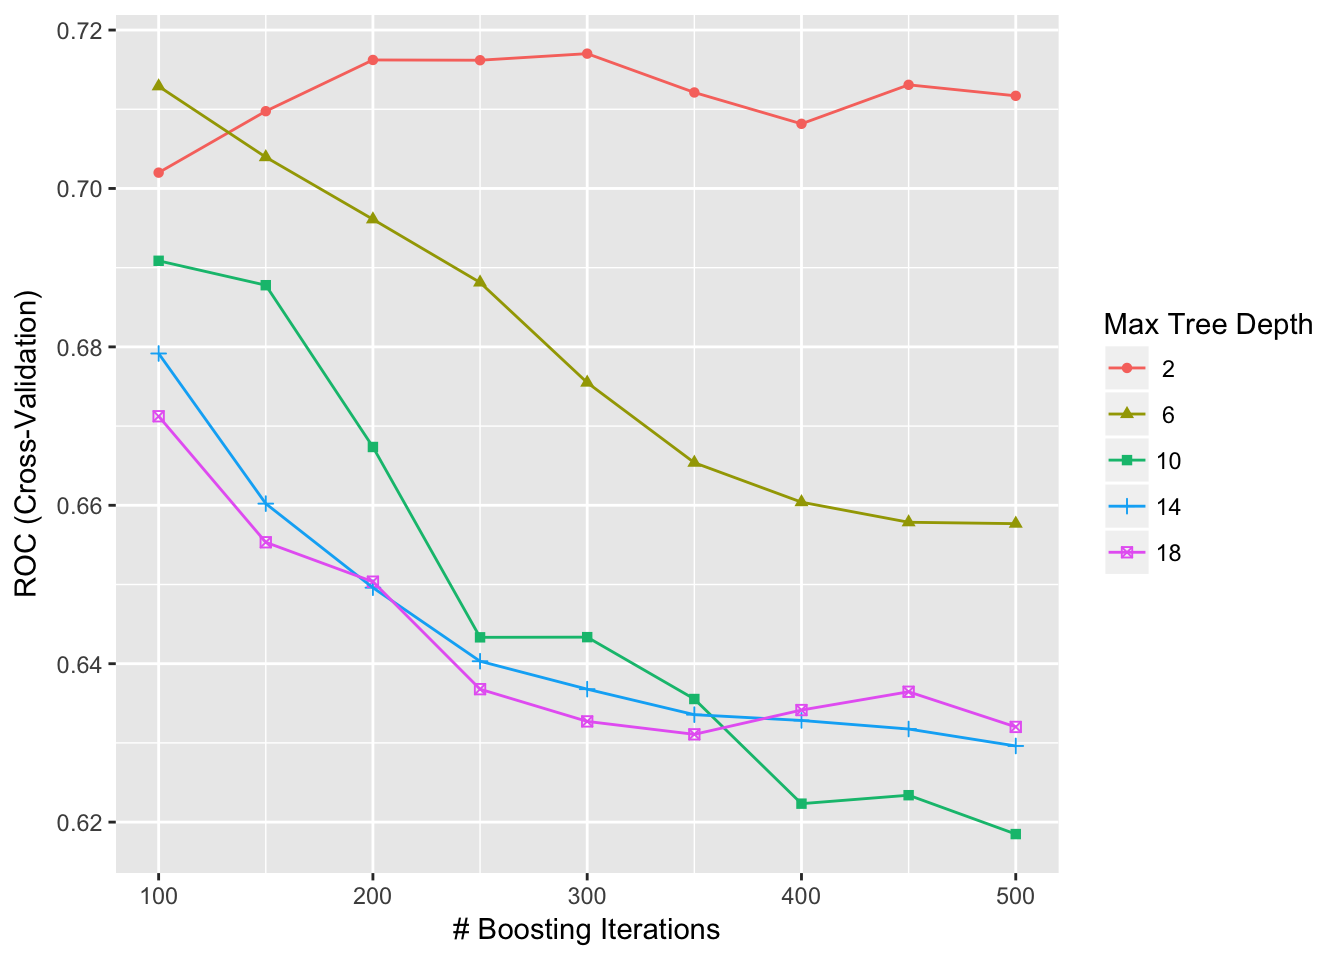 0.72
0.70
0.68
0.66
0.64
0.62
ROC (Cross-Validation)
100 200 300 400 500
# Boosting Iterations
Max Tree Depth
2
6
10
14
18